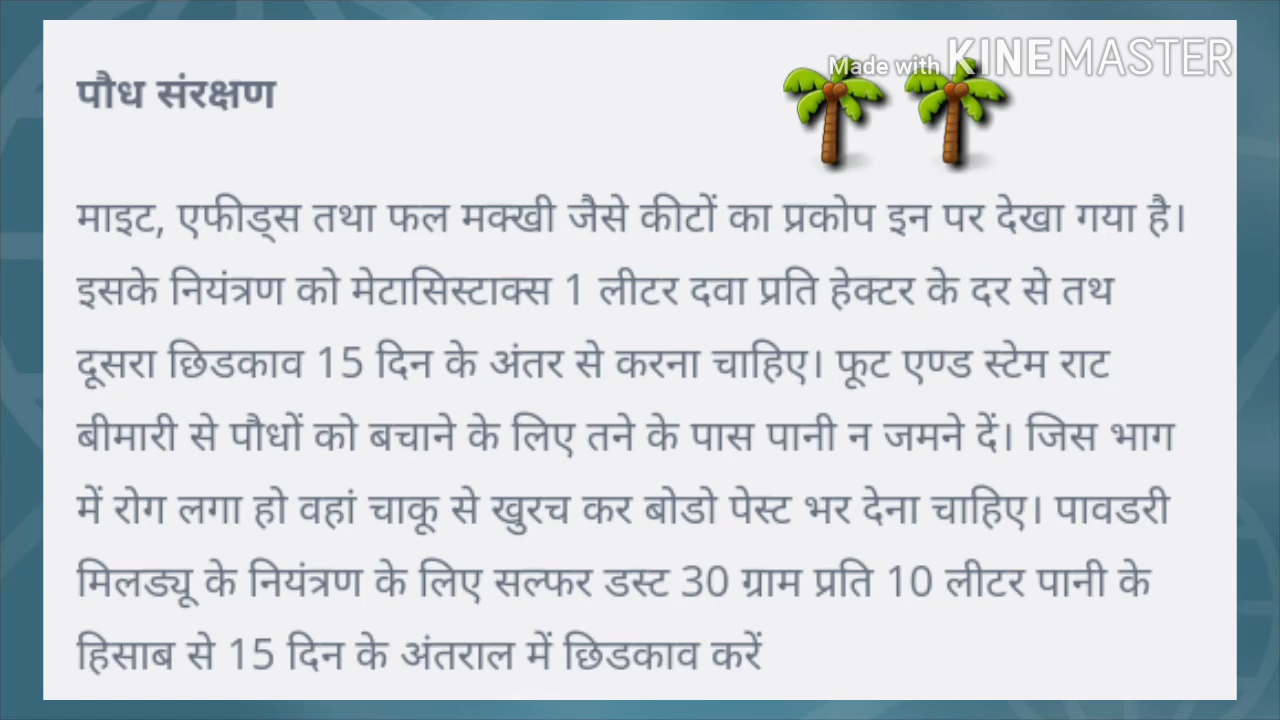 Made with KINEMASTER
पौध संरक्षण
माइट, एफीड्स तथा फल मक्खी जैसे कीटों का प्रकोप इन पर देखा गया है।
इसके नियंत्रण को मेटासिस्टाक्स 1 लीटर दवा प्रति हेक्टर के दर से तथ
दूसरा छिडकाव 15 दिन के अंतर से करना चाहिए। फूट एण्ड स्टेम राट
बीमारी से पौधों को बचाने के लिए तने के पास पानी न जमने दें। जिस भाग
में रोग लगा हो वहां चाकू से खुरच कर बोडो पेस्ट भर देना चाहिए। पावडरी
मिलड्यू के नियंत्रण के लिए सल्फर डस्ट 30 ग्राम प्रति 10 लीटर पानी के
हिसाब से 15 दिन के अंतराल में छिडकाव करें